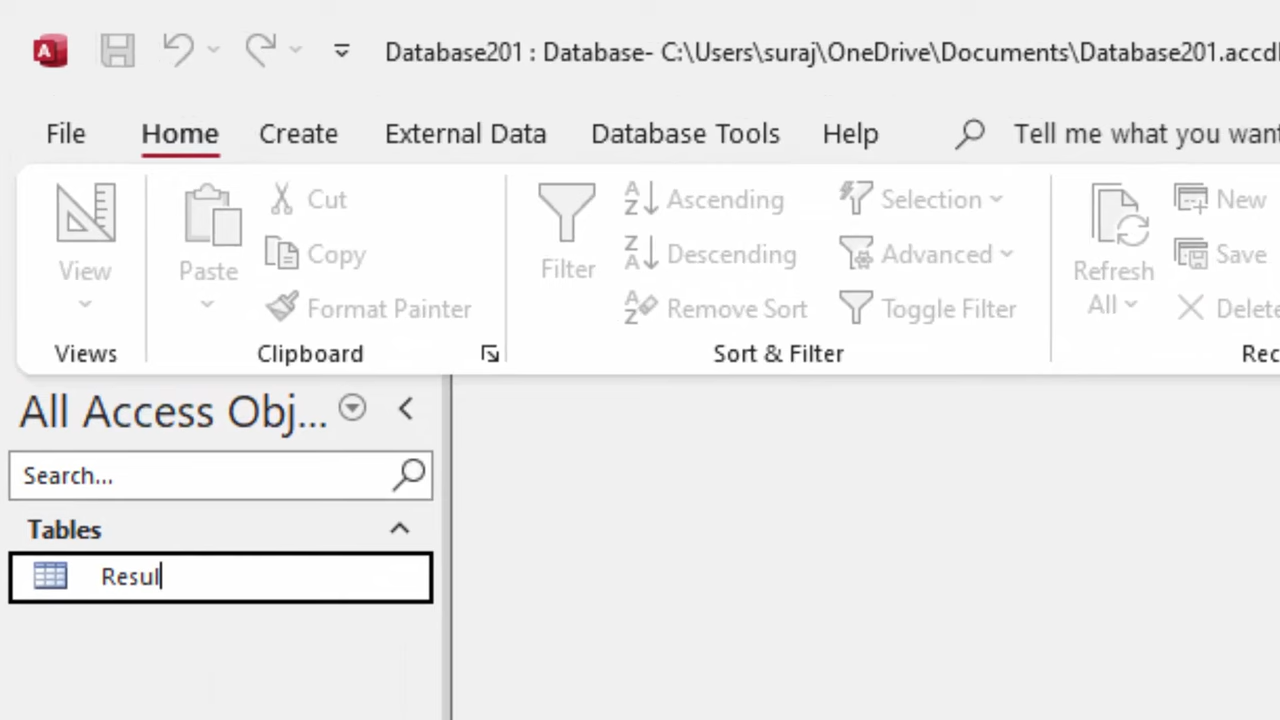 A
Database201 : Database- C:\Users\suraj\OneDrive\Documents\Database201.accd
File Home Create External Data Database Tools Help Tell me what you want
View
Paste
Cut
Copy
Format Painter
Filter
Ascending
Descending
Remove Sort
Selection
Advanced
Toggle Filter
Refresh
All
New
Save
Delete
Views Clipboard Sort & Filter Rec
All Access Obj...
Search...
Tables
Resul